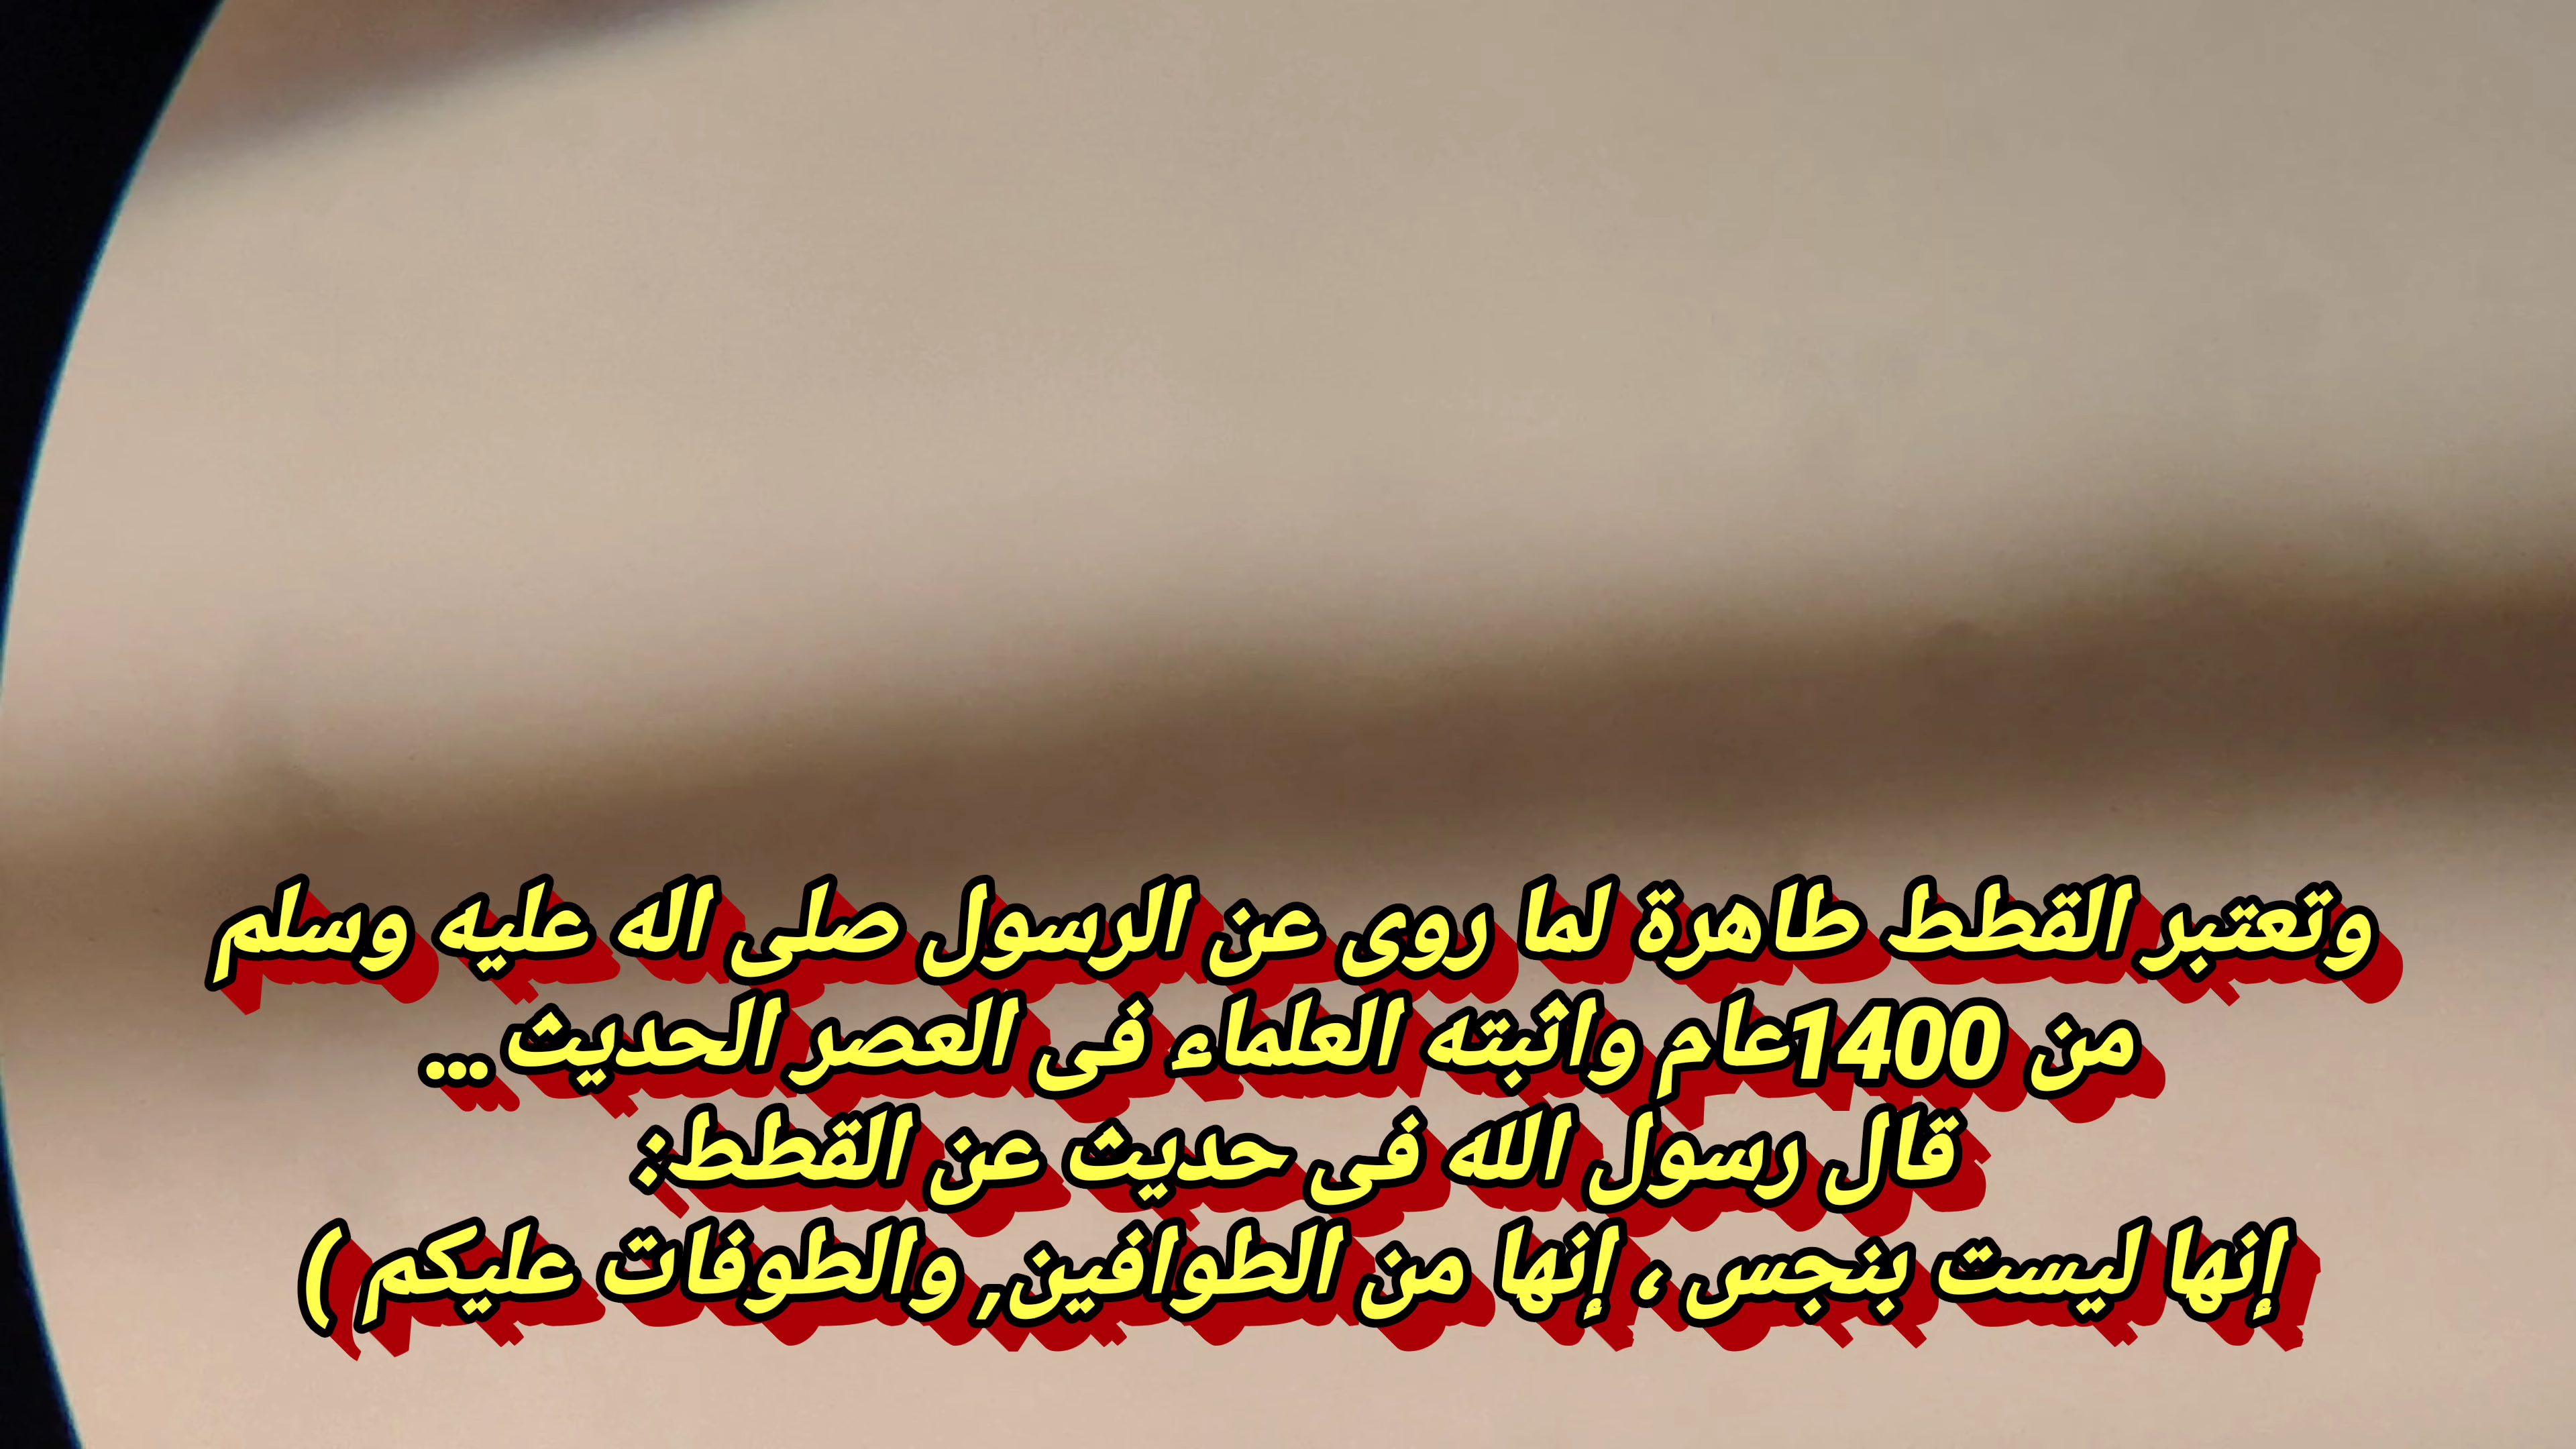 وتعتبر القطط طاهرة لما روى عن الرسول صلى اله عليه وسلم
من 1400عام واثبته العلماء فى العصر الحديث ...
قال رسول الله فى حديث عن القطط:
إنها ليست بنجس ، إنها من الطوافين, والطوفات عليكم )